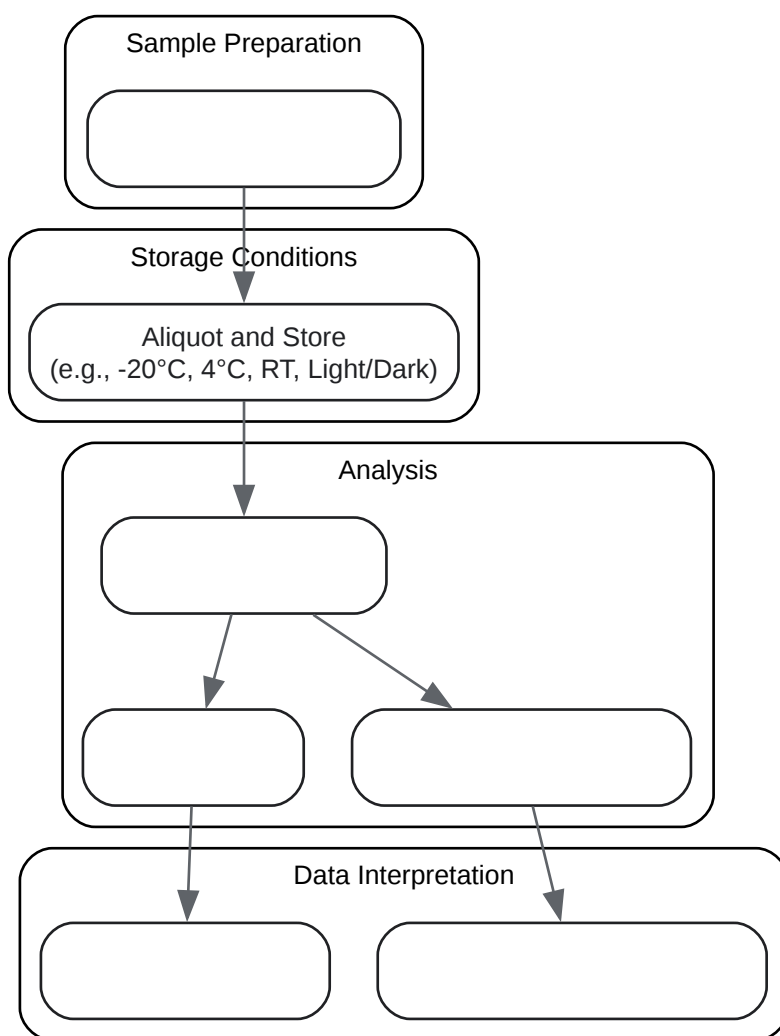 Sample Preparation
Storage Conditions
Aliquot and Store
(e.g., -20°C, 4°C, RT, Light/Dark)
Analysis
Data Interpretation